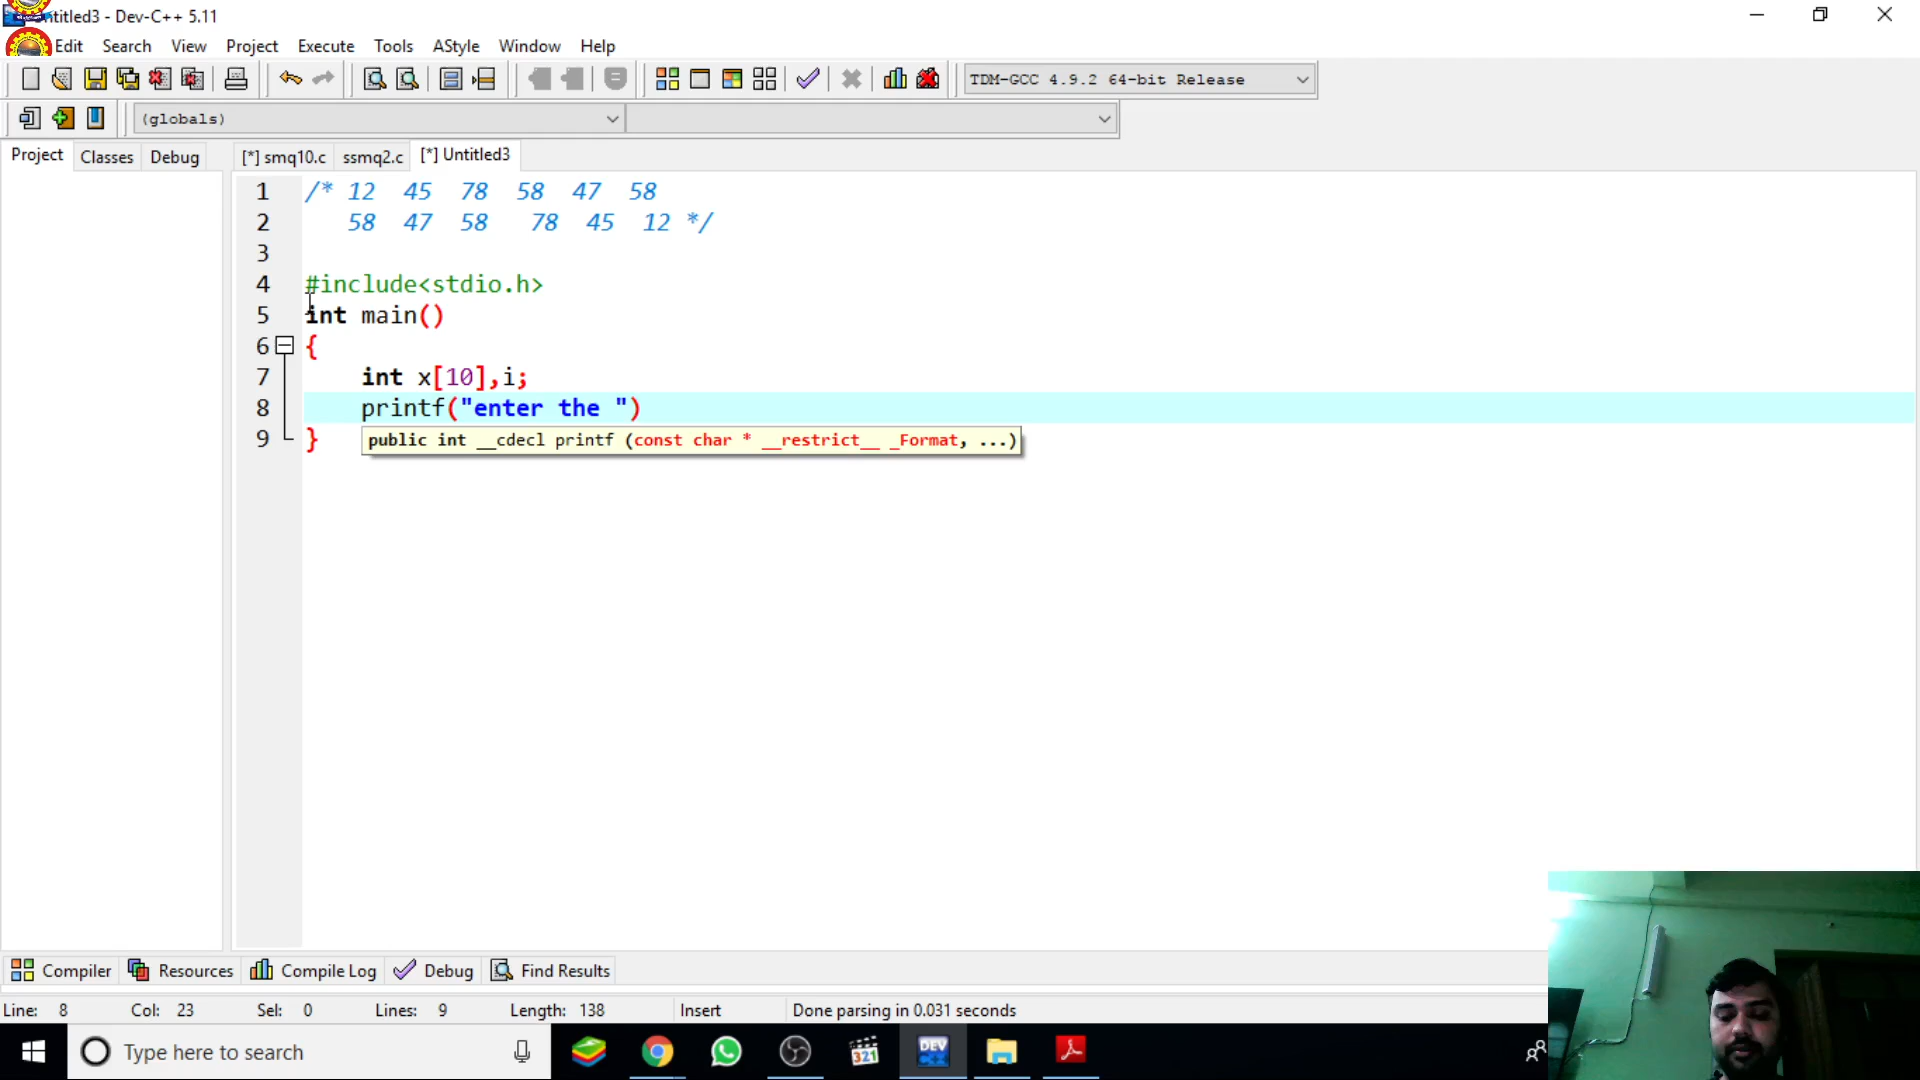 Untitled3 - Dev-C++ 5.11
Edit Search View Project Execute Tools AStyle Window Help
TDM-GCC 4.9.2 64-bit Release
(globals)
Project Classes Debug [*] smq10.c ssmq2.c [*] Untitled3
1 /* 12 45 78 58 47 58
2 58 47 58 78 45 12 */
3
4 #include<stdio.h>
5 int main()
6 {
7 int x[10],i;
8 printf("enter the ")
9 }
public int __cdecl printf (const char * __restrict__ _Format, ...)
Compiler Resources Compile Log Debug Find Results
Line: 8 Col: 23 Sel: 0 Lines: 9 Length: 138 Insert Done parsing in 0.031 seconds
Type here to search
321
DEV
C++